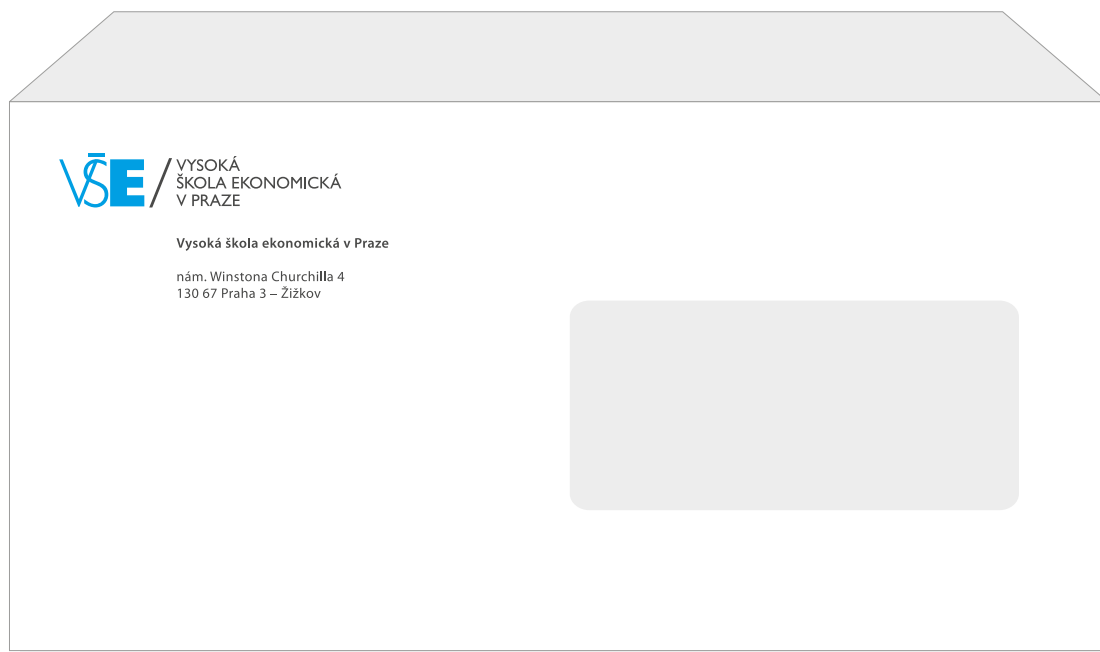 VŠE
VYSOKÁ
ŠKOLA EKONOMICKÁ
V PRAZE
Vysoká škola ekonomická v Praze
nám. Winstona Churchilla 4
130 67 Praha 3 – Žižkov